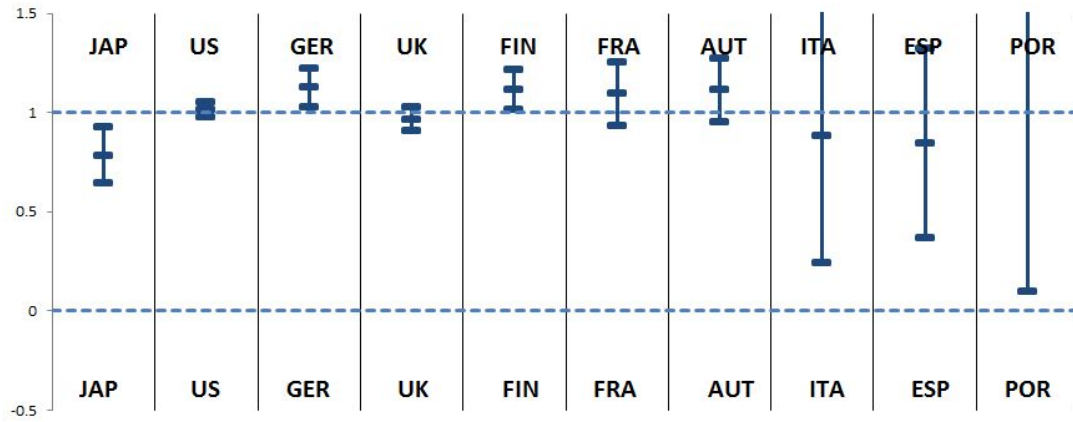 1.5
JAP US GER UK FIN FRA AUT ITA ESP POR
1
0.5
0
JAP US GER UK FIN FRA AUT ITA ESP POR
-0.5